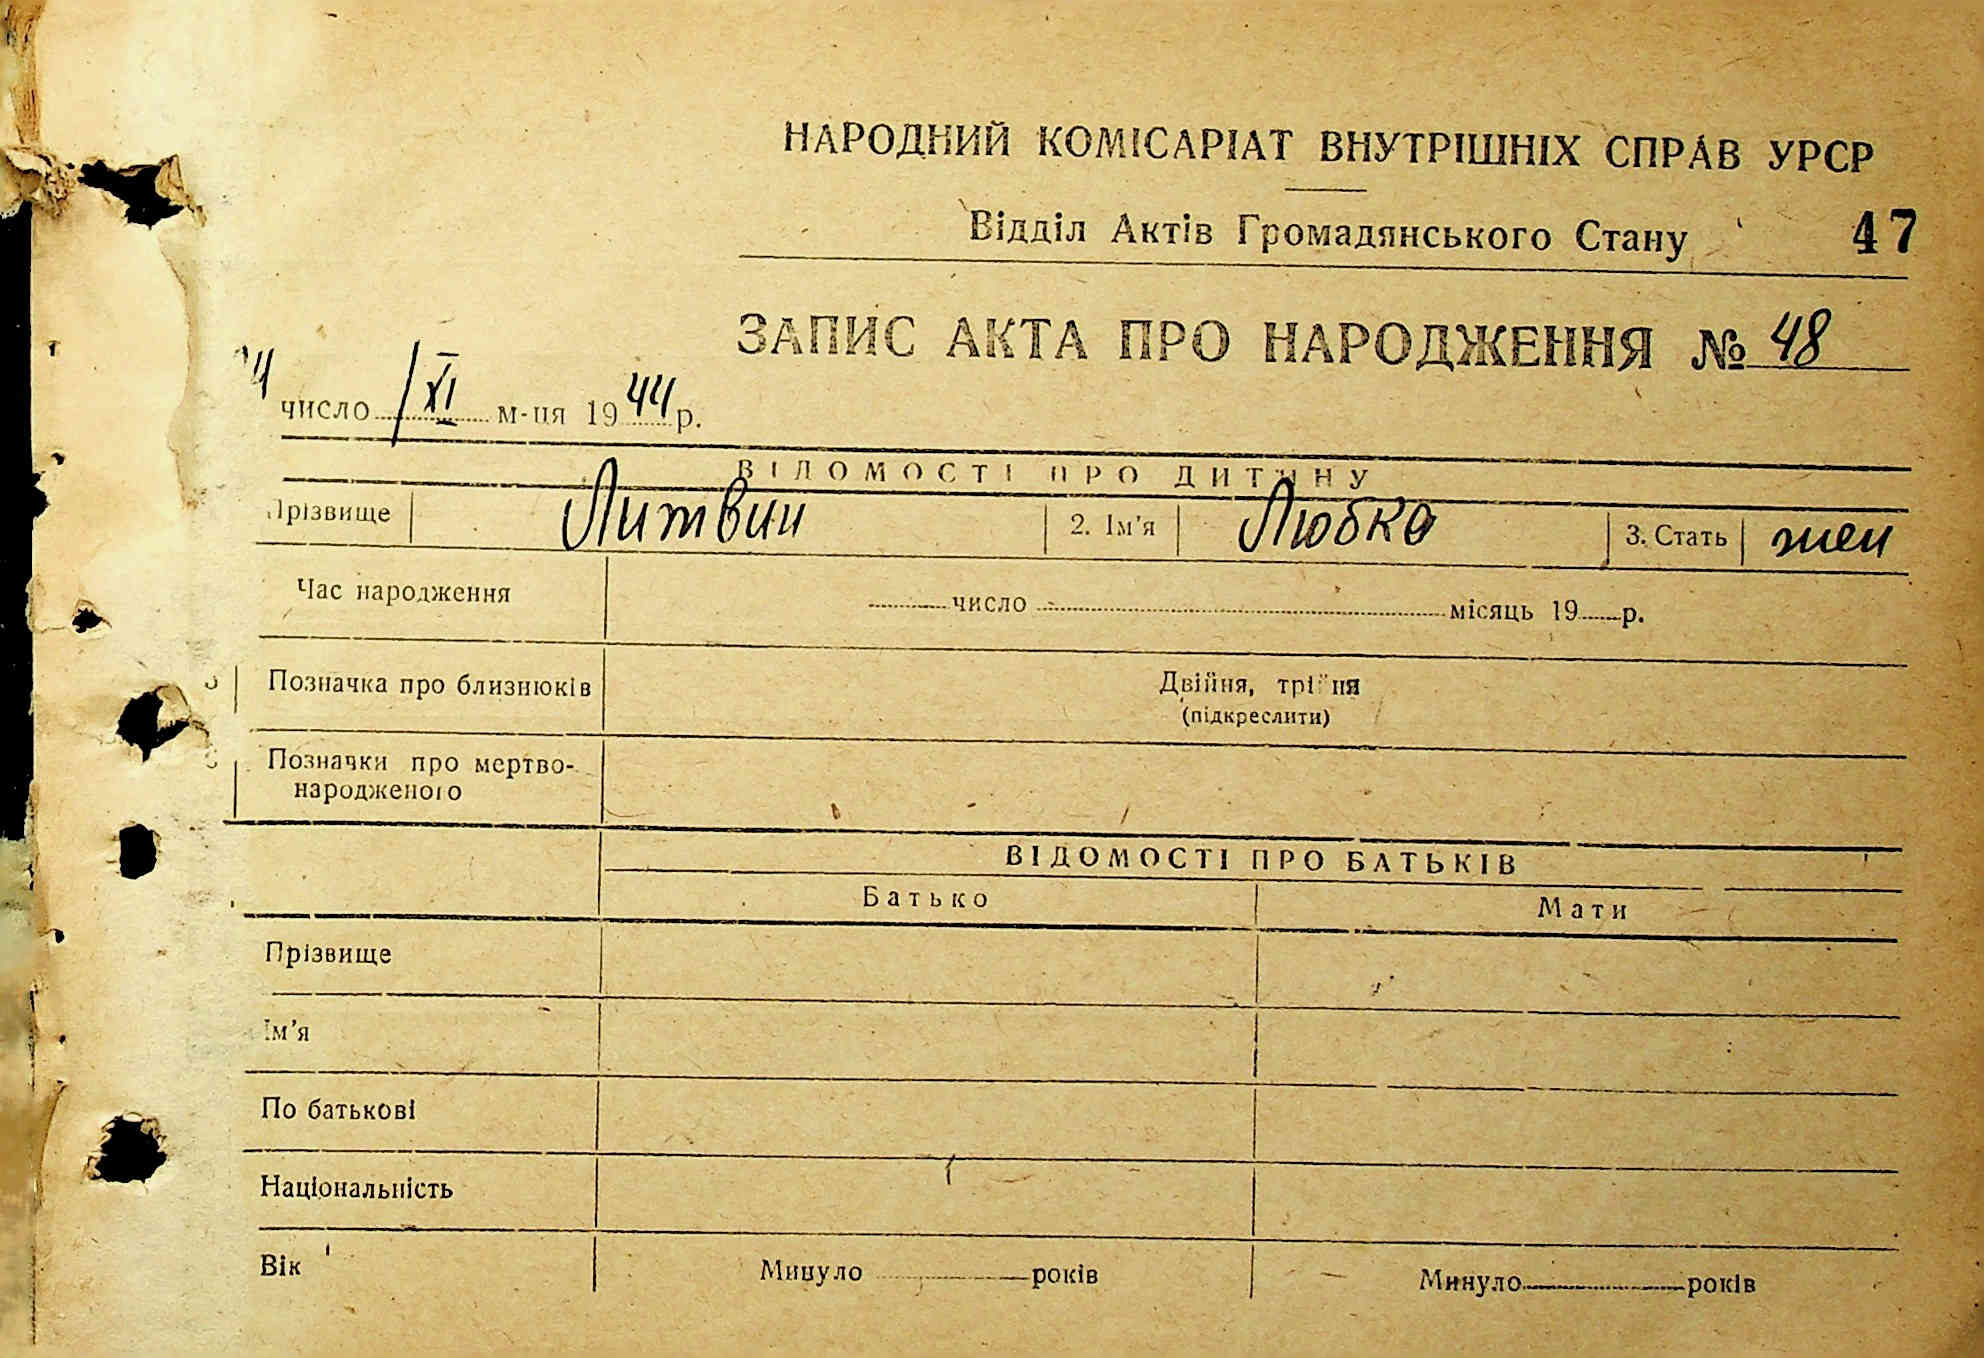 НАРОДНИЙ КОМІСАРІАТ ВНУТРІШНІХ СПРАВ УРСР
Відділ Актів Громадянського Стану 47
ЗАПИС АКТА ПРО НАРОДЖЕННЯ № 48
число / XI м-ця 1944 р.
ВІДОМОСТІ ПРО ДИТИНУ
Прізвище Литвин 2. Ім'я Любка 3. Стать жен
Час народження число місяць 19 р.
Позначка про близнюків Двійня, трійня
(підкреслити)
Позначки про мертво-
народженого
ВІДОМОСТІ ПРО БАТЬКІВ
Батько Мати
Прізвище
Ім'я
По батькові
Національність
Вік Минуло років Минуло років